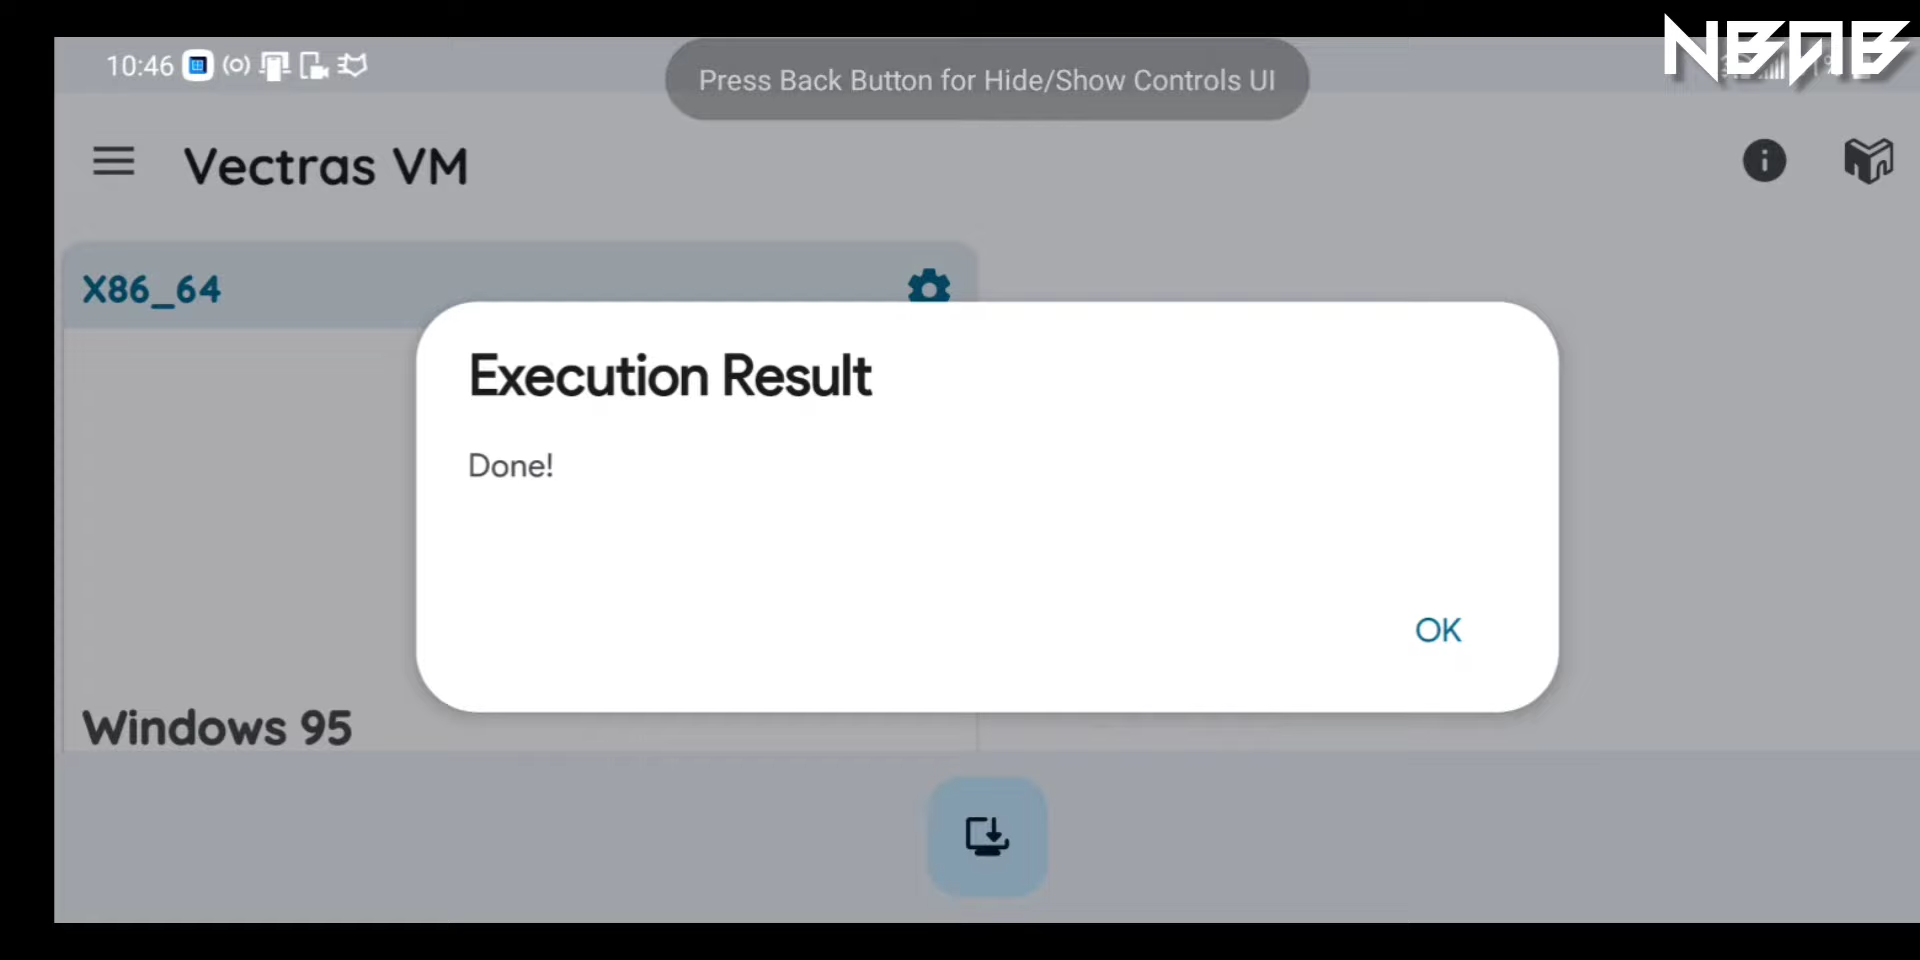 NBAB
10:46
Press Back Button for Hide/Show Controls UI
Vectras VM
X86_64
Execution Result
Done!
OK
Windows 95